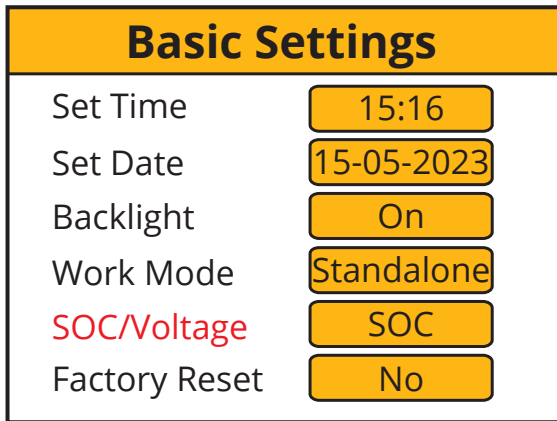 Basic Settings
Set Time 15:16
Set Date 15-05-2023
Backlight On
Work Mode Standalone
SOC/Voltage SOC
Factory Reset No